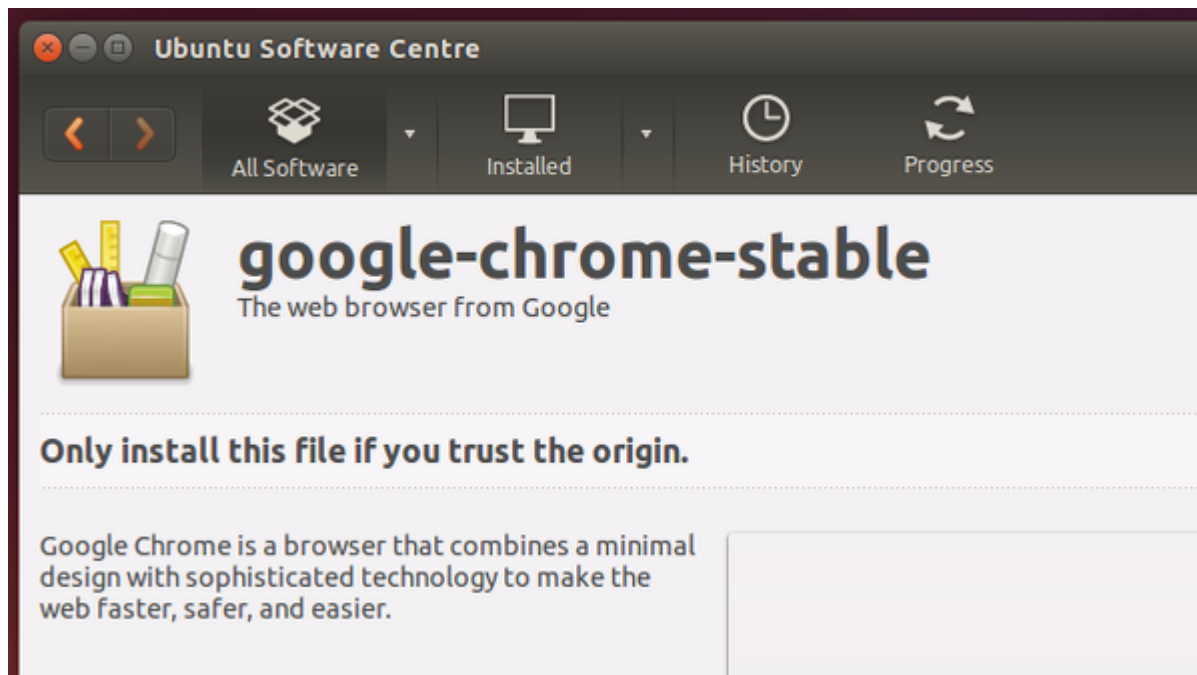 Ubuntu Software Centre
All Software
Installed
History
Progress
google-chrome-stable
The web browser from Google
Only install this file if you trust the origin.
Google Chrome is a browser that combines a minimal
design with sophisticated technology to make the
web faster, safer, and easier.